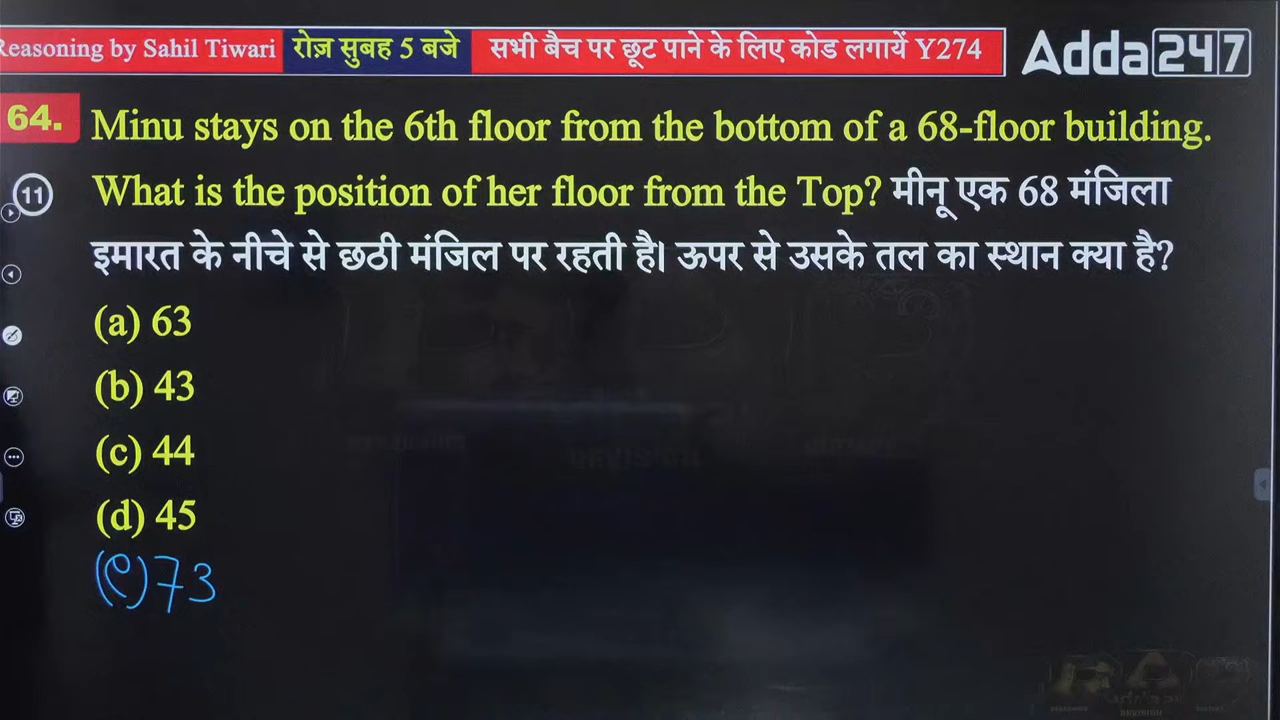 Reasoning by Sahil Tiwari रोज़ सुबह 5 बजे सभी बैच पर छूट पाने के लिए कोड लगायें Y274 Adda247
64. Minu stays on the 6th floor from the bottom of a 68-floor building.
11 What is the position of her floor from the Top? मीनू एक 68 मंजिला
इमारत के नीचे से छठी मंजिल पर रहती है। ऊपर से उसके तल का स्थान क्या है?
(a) 63
(b) 43
(c) 44
(d) 45
(e) 73